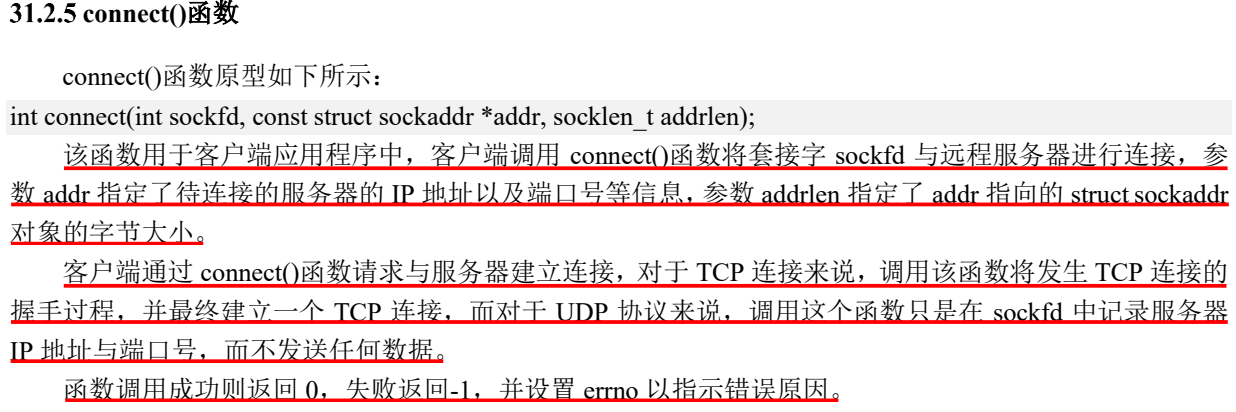 31.2.5 connect()函数
connect()函数原型如下所示：
int connect(int sockfd, const struct sockaddr *addr, socklen_t addrlen);
该函数用于客户端应用程序中，客户端调用 connect()函数将套接字 sockfd 与远程服务器进行连接，参
数 addr 指定了待连接的服务器的 IP 地址以及端口号等信息，参数 addrlen 指定了 addr 指向的 struct sockaddr
对象的字节大小。
客户端通过 connect()函数请求与服务器建立连接，对于 TCP 连接来说，调用该函数将发生 TCP 连接的
握手过程，并最终建立一个 TCP 连接，而对于 UDP 协议来说，调用这个函数只是在 sockfd 中记录服务器
IP 地址与端口号，而不发送任何数据。
函数调用成功则返回 0，失败返回-1，并设置 errno 以指示错误原因。